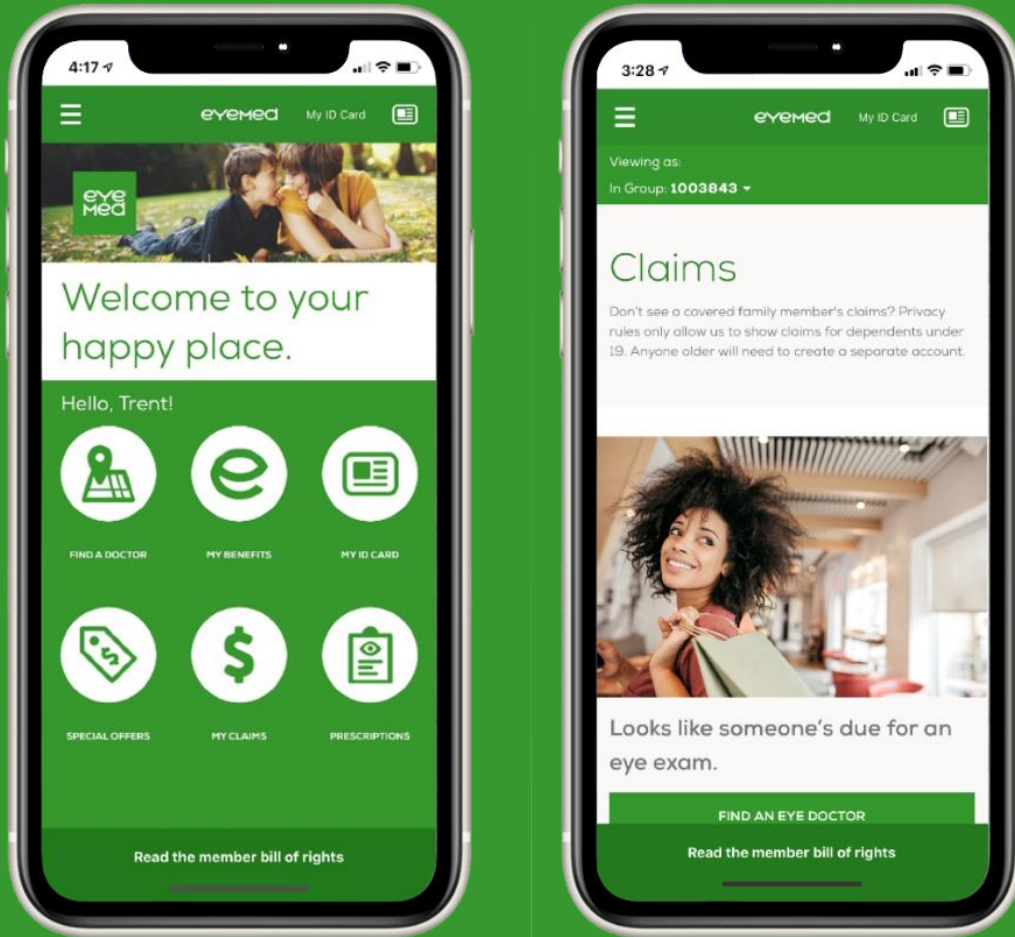 4:17
eyemed
My ID Card
eye
med
Welcome to your
happy place.
Hello, Trent!
FIND A DOCTOR
MY BENEFITS
MY ID CARD
$
$
SPECIAL OFFERS
MY CLAIMS
PRESCRIPTIONS
Read the member bill of rights
3:28
eyemed
My ID Card
Viewing as:
In Group: 1003843
Claims
Don't see a covered family member's claims? Privacy
rules only allow us to show claims for dependents under
19. Anyone older will need to create a separate account.
Looks like someone's due for an
eye exam.
FIND AN EYE DOCTOR
Read the member bill of rights